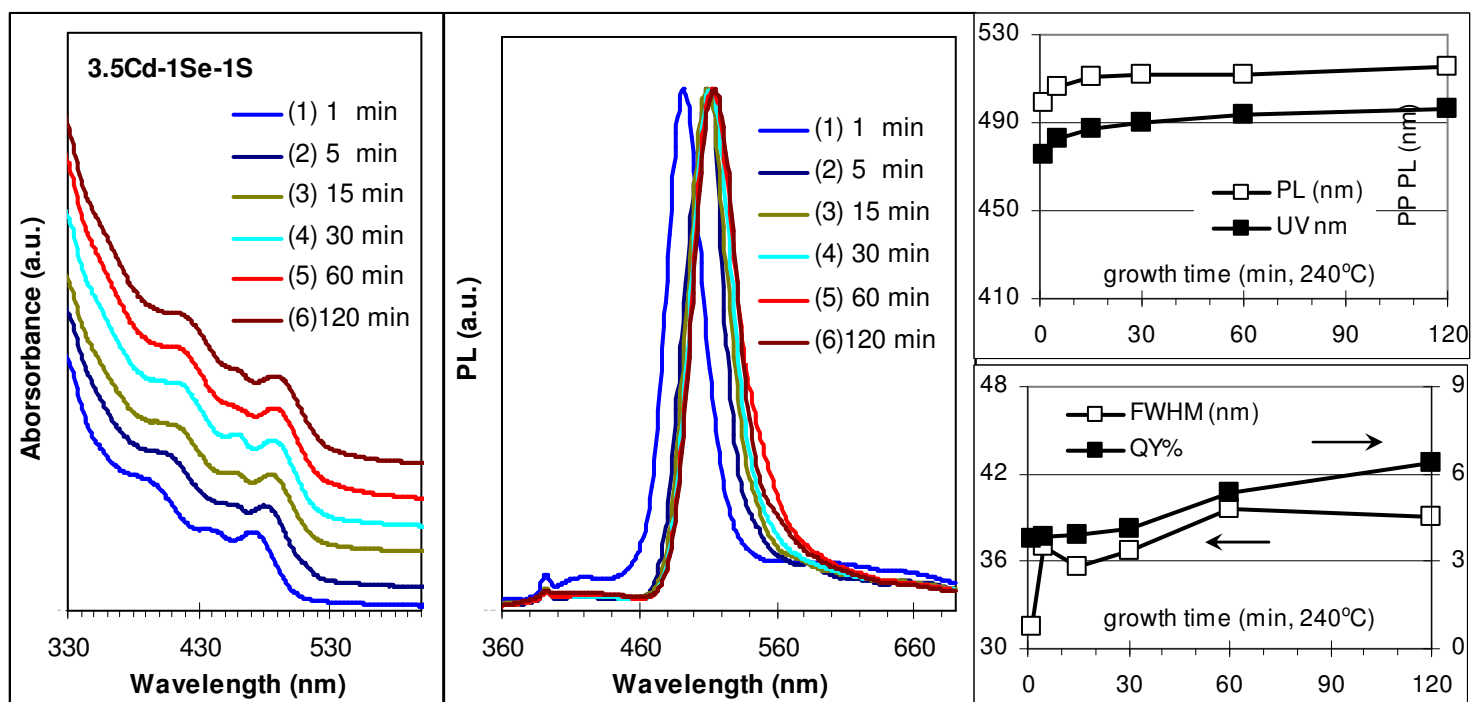 3.5Cd-1Se-1S
(1) 1 min
(2) 5 min
(3) 15 min
(4) 30 min
(5) 60 min
(6)120 min
Aborsorbance (a.u.)
330 430 530
Wavelength (nm)
(1) 1 min
(2) 5 min
(3) 15 min
(4) 30 min
(5) 60 min
(6)120 min
PL (a.u.)
360 460 560 660
Wavelength (nm)
530
490
450
410
PL (nm)
UV nm
PP PL (nm)
growth time (min, 240°C)
0 30 60 90 120
48
42
36
30
FWHM (nm)
QY%
9
6
3
0
growth time (min, 240°C)
0 30 60 90 120